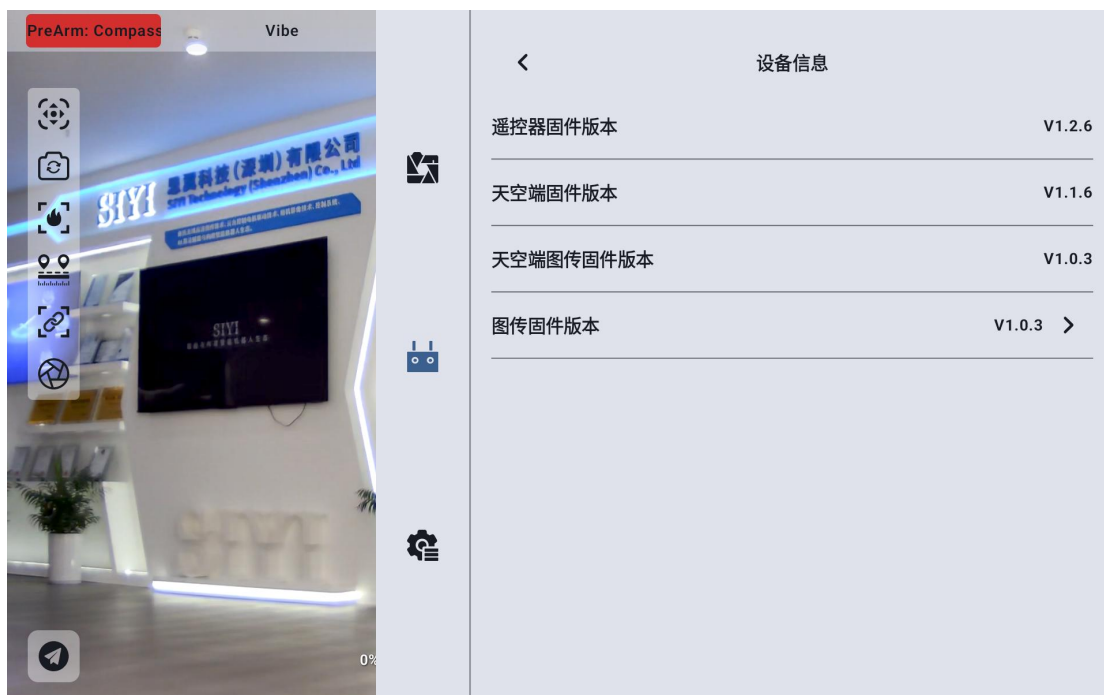 PreArm: Compass
Vibe
思翼科技(深圳)有限公司
SIYI
SIYI Technology (Shenzhen) Co., Ltd
SIYI
SIYI
0%
设备信息
遥控器固件版本
V1.2.6
天空端固件版本
V1.1.6
天空端图传固件版本
V1.0.3
图传固件版本
V1.0.3